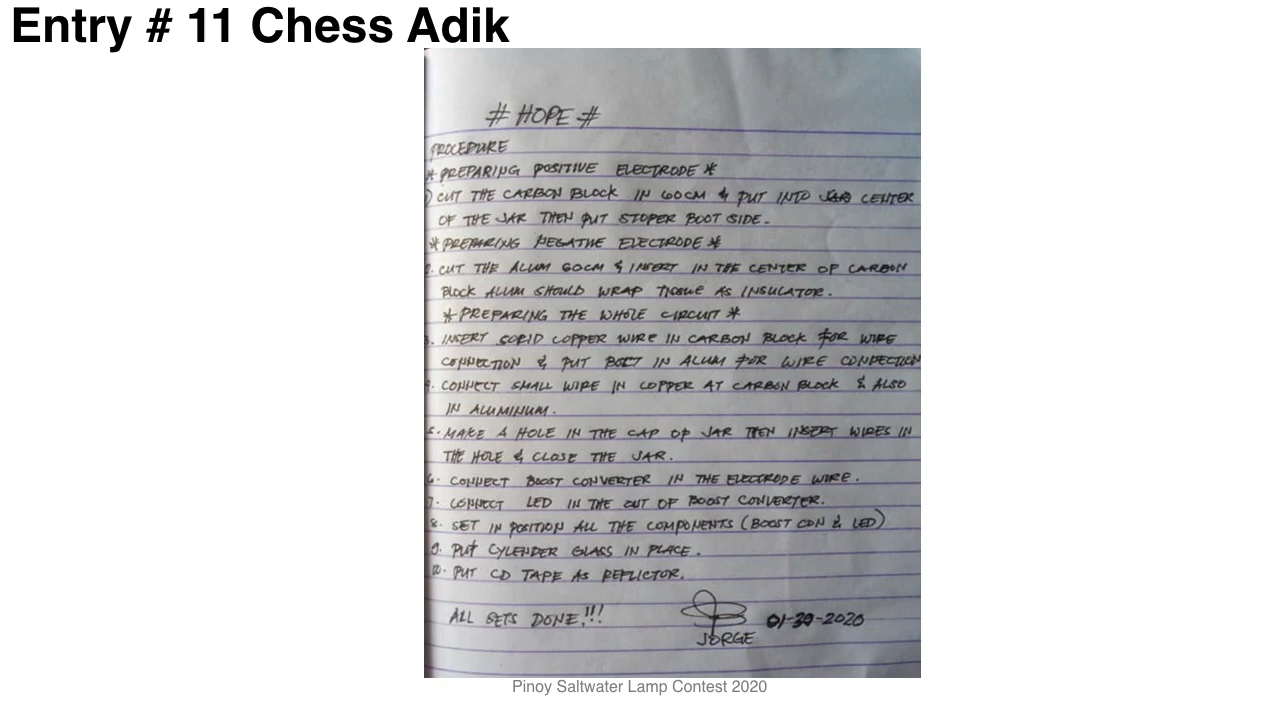 Entry # 11 Chess Adik
# HOPE #
PROCEDURE
* PREPARING POSITIVE ELECTRODE *
) CUT THE CARBON BLOCK IN 60CM & PUT INTO JAR CENTER
OF THE JAR THEN PUT STOPER BOOT SIDE.
* PREPARING NEGATIVE ELECTRODE *
2. CUT THE ALUM 60CM & INSERT IN THE CENTER OF CARBON
BLOCK ALUM SHOULD WRAP TISSUE AS INSULATOR.
* PREPARING THE WHOLE CIRCUIT *
3. INSERT SORID COPPER WIRE IN CARBON BLOCK FOR WIRE
CONNECTION & PUT BOLT IN ALUM FOR WIRE CONNECTION
4. CONNECT SMALL WIRE IN COPPER AT CARBON BLOCK & ALSO
IN ALUMINUM.
5. MAKE A HOLE IN THE CAP OF JAR THEN INSERT WIRES IN
THE HOLE & CLOSE THE JAR.
6. CONNECT BOOST CONVERTER IN THE ELECTRODE WIRE.
7. CONNECT LED IN THE OUT OF BOOST CONVERTER.
8. SET IN POSITION ALL THE COMPONENTS (BOOST CON & LED)
9. PUT CYLENDER GLASS IN PLACE.
10. PUT CD TAPE AS REFLICTOR.
ALL SETS DONE!!!
01-30-2020
JORGE
Pinoy Saltwater Lamp Contest 2020